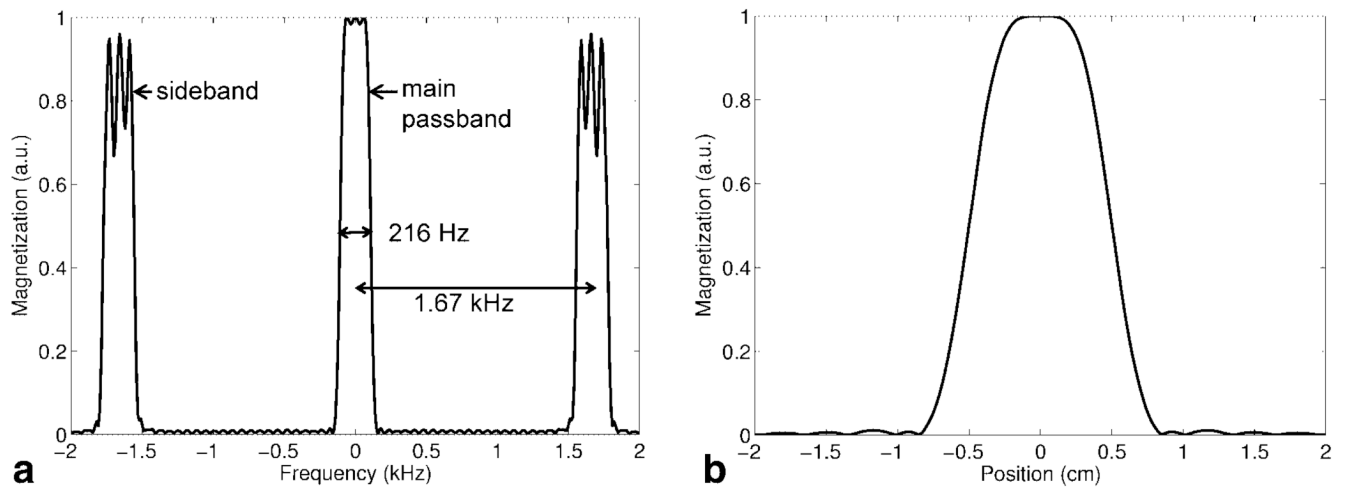 1
0.8
0.6
0.4
0.2
0
Magnetization (a.u.)
sideband
main
passband
216 Hz
1.67 kHz
−2
−1.5
−1
−0.5
0
0.5
1
1.5
2
Frequency (kHz)
a
1
0.8
0.6
0.4
0.2
0
Magnetization (a.u.)
−2
−1.5
−1
−0.5
0
0.5
1
1.5
2
Position (cm)
b